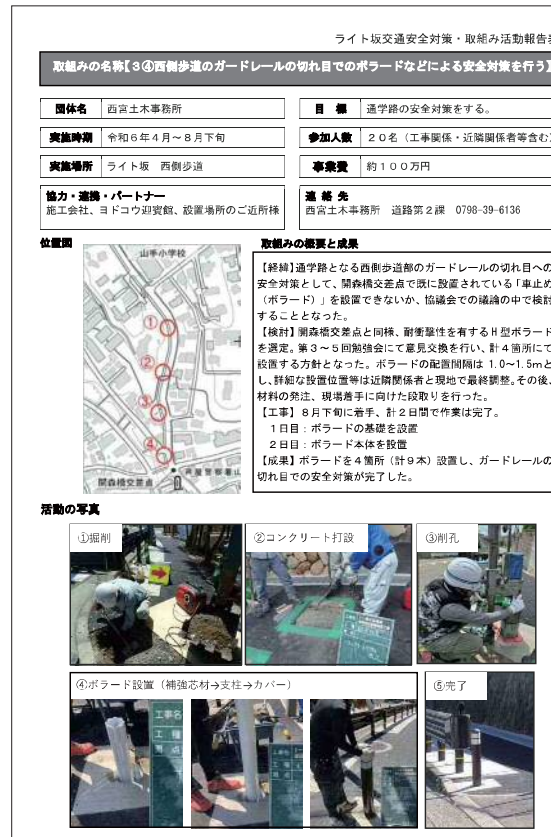 ライト坂交通安全対策・取組み活動報告
取組みの名称【3④西側歩道のガードレールの切れ目でのボラードなどによる安全対策を行う】
団体名 西宮土木事務所
目 標 通学路の安全対策をする。
実施時期 令和6年4月~8月下旬
参加人数 20名(工事関係・近隣関係者等含む)
実施場所 ライト坂 西側歩道
事業費 約100万円
協力・連携・パートナー
施工会社、ヨドコウ迎賓館、設置場所のご近所様
連 絡 先
西宮土木事務所 道路第2課 0798-39-6136
位置図
山手小学校
①
②
③
④
開森橋交差点
取組みの概要と成果
【経緯】通学路となる西側歩道部のガードレールの切れ目への
安全対策として、開森橋交差点で既に設置されている「車止め
(ボラード)」を設置できないか、協議会での議論の中で検討
することとなった。
【検討】開森橋交差点と同様、耐衝撃性を有するH型ボラード
を選定。第3~5回勉強会にて意見交換を行い、計4箇所にて
設置する方針となった。ボラードの配置間隔は 1.0~1.5mと
し、詳細な設置位置等は近隣関係者と現地で最終調整。その後、
材料の発注、現場着手に向けた段取りを行った。
【工事】8月下旬に着手、計2日間で作業は完了。
1日目:ボラードの基礎を設置
2日目:ボラード本体を設置
【成果】ボラードを4箇所(計9本)設置し、ガードレールの
切れ目での安全対策が完了した。
活動の写真
①掘削
②コンクリート打設
③削孔
④ボラード設置(補強芯材→支柱→カバー)
工事名
工 種
測 点
⑤完了